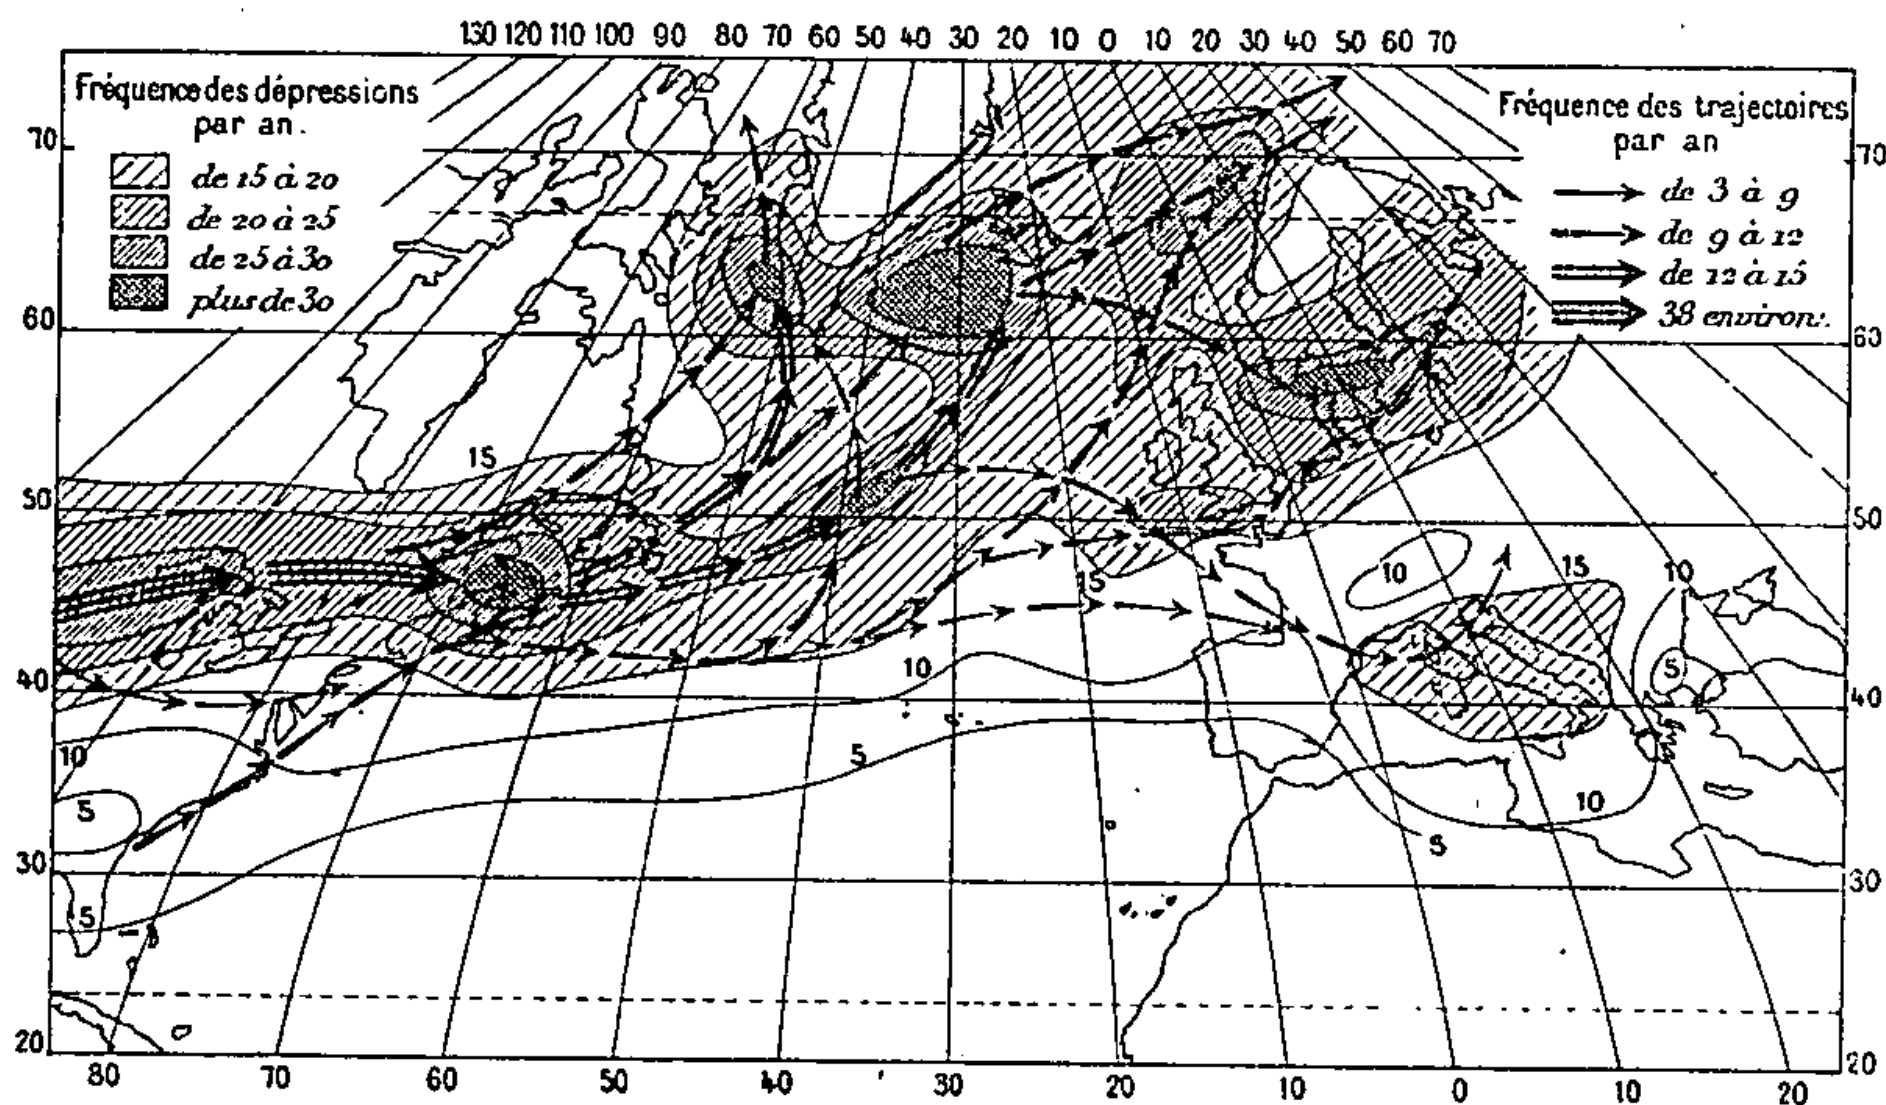 130 120 110 100 90 80 70 60 50 40 30 20 10 0 10 20 30 40 50 60 70
Fréquence des dépressions
par an.
de 15 à 20
de 20 à 25
de 25 à 30
plus de 30
Fréquence des trajectoires
par an
de 3 à 9
de 9 à 12
de 12 à 15
38 environ.
70
70
60
60
15
50
50
10
15
10
15
10
5
40
40
10
5
5
10
5
30
30
5
20
20
80 70 60 50 40 30 20 10 0 10 20